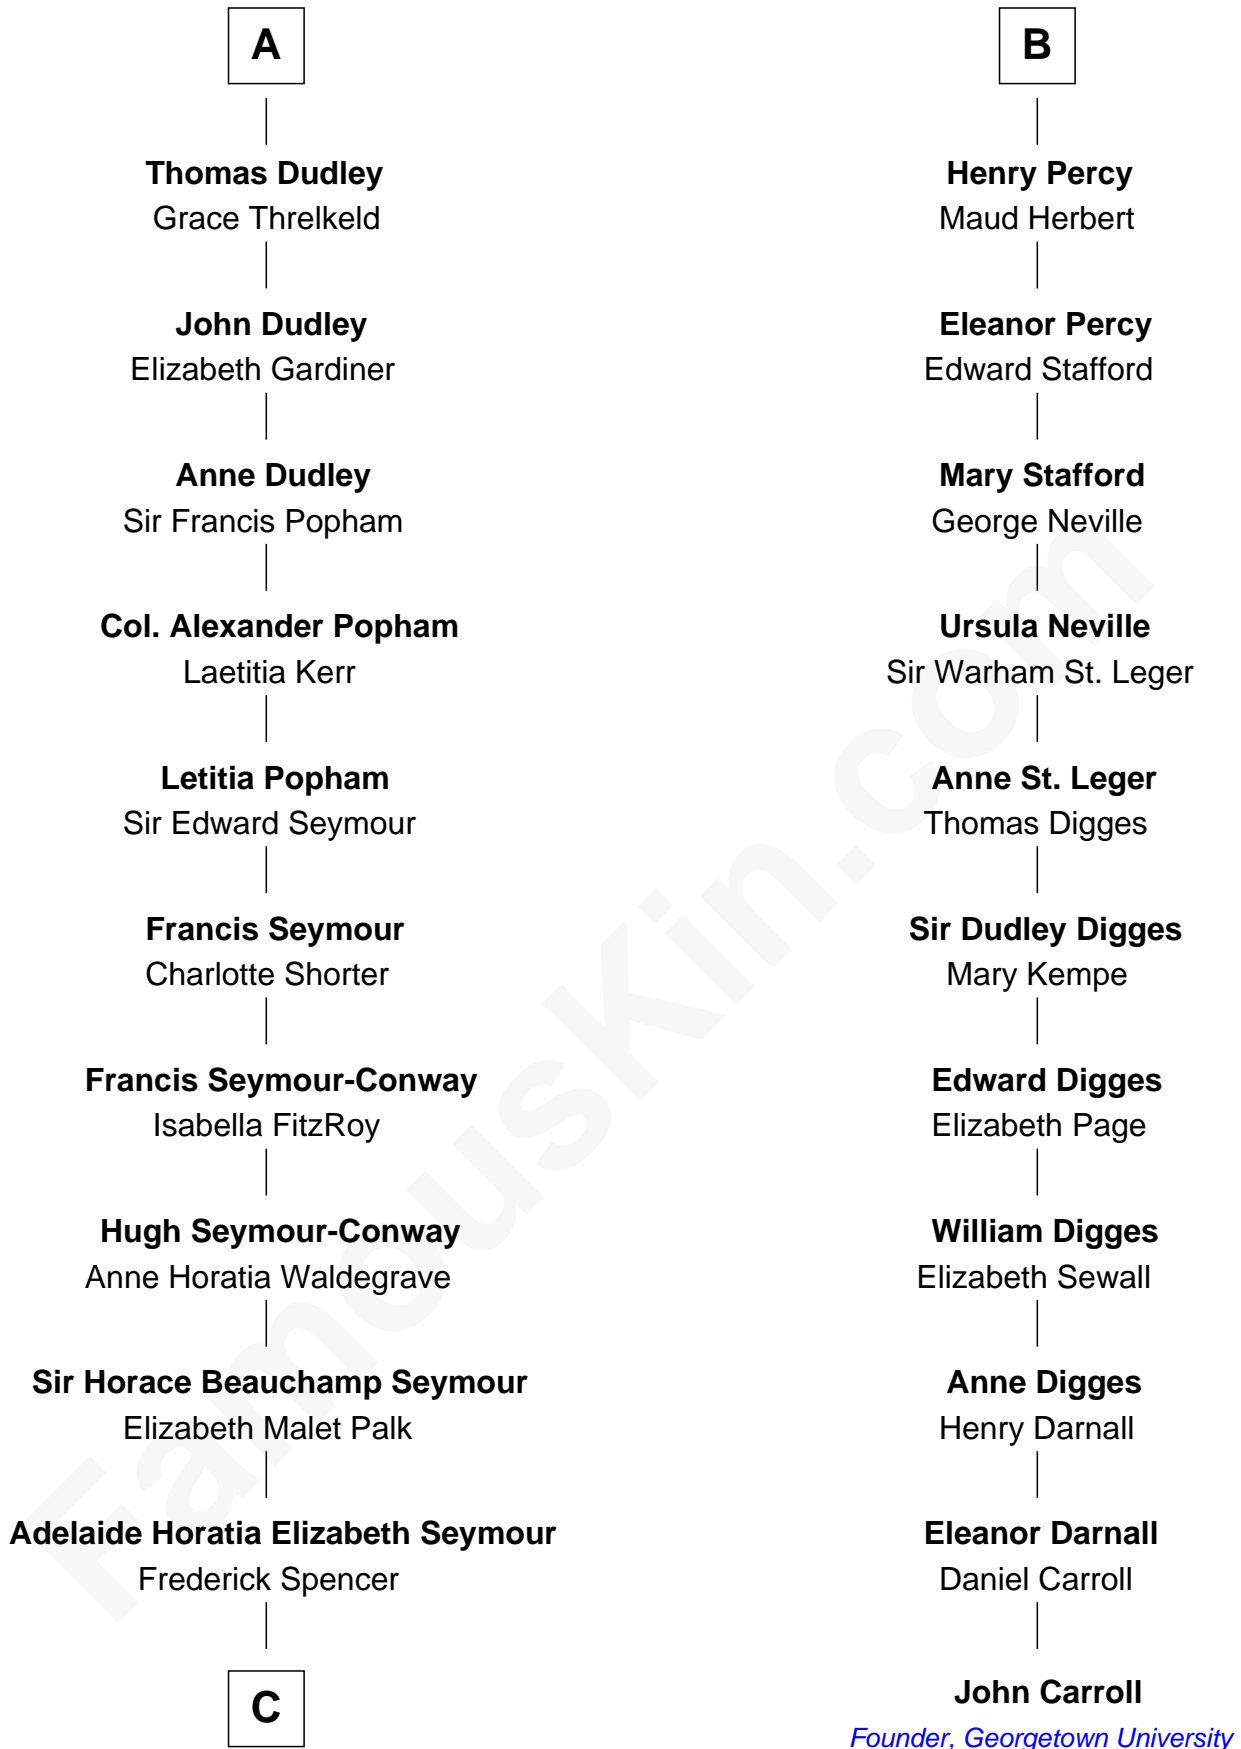 A
Thomas Dudley
Grace Threlkeld
John Dudley
Elizabeth Gardiner
Anne Dudley
Sir Francis Popham
Col. Alexander Popham
Laetitia Kerr
Letitia Popham
Sir Edward Seymour
Francis Seymour
Charlotte Shorter
Francis Seymour-Conway
Isabella FitzRoy
Hugh Seymour-Conway
Anne Horatia Waldegrave
Sir Horace Beauchamp Seymour
Elizabeth Malet Palk
Adelaide Horatia Elizabeth Seymour
Frederick Spencer
C
B
Henry Percy
Maud Herbert
Eleanor Percy
Edward Stafford
Mary Stafford
George Neville
Ursula Neville
Sir Warham St. Leger
Anne St. Leger
Thomas Digges
Sir Dudley Digges
Mary Kempe
Edward Digges
Elizabeth Page
William Digges
Elizabeth Sewall
Anne Digges
Henry Darnall
Eleanor Darnall
Daniel Carroll
John Carroll
Founder, Georgetown University
FamousKin.com